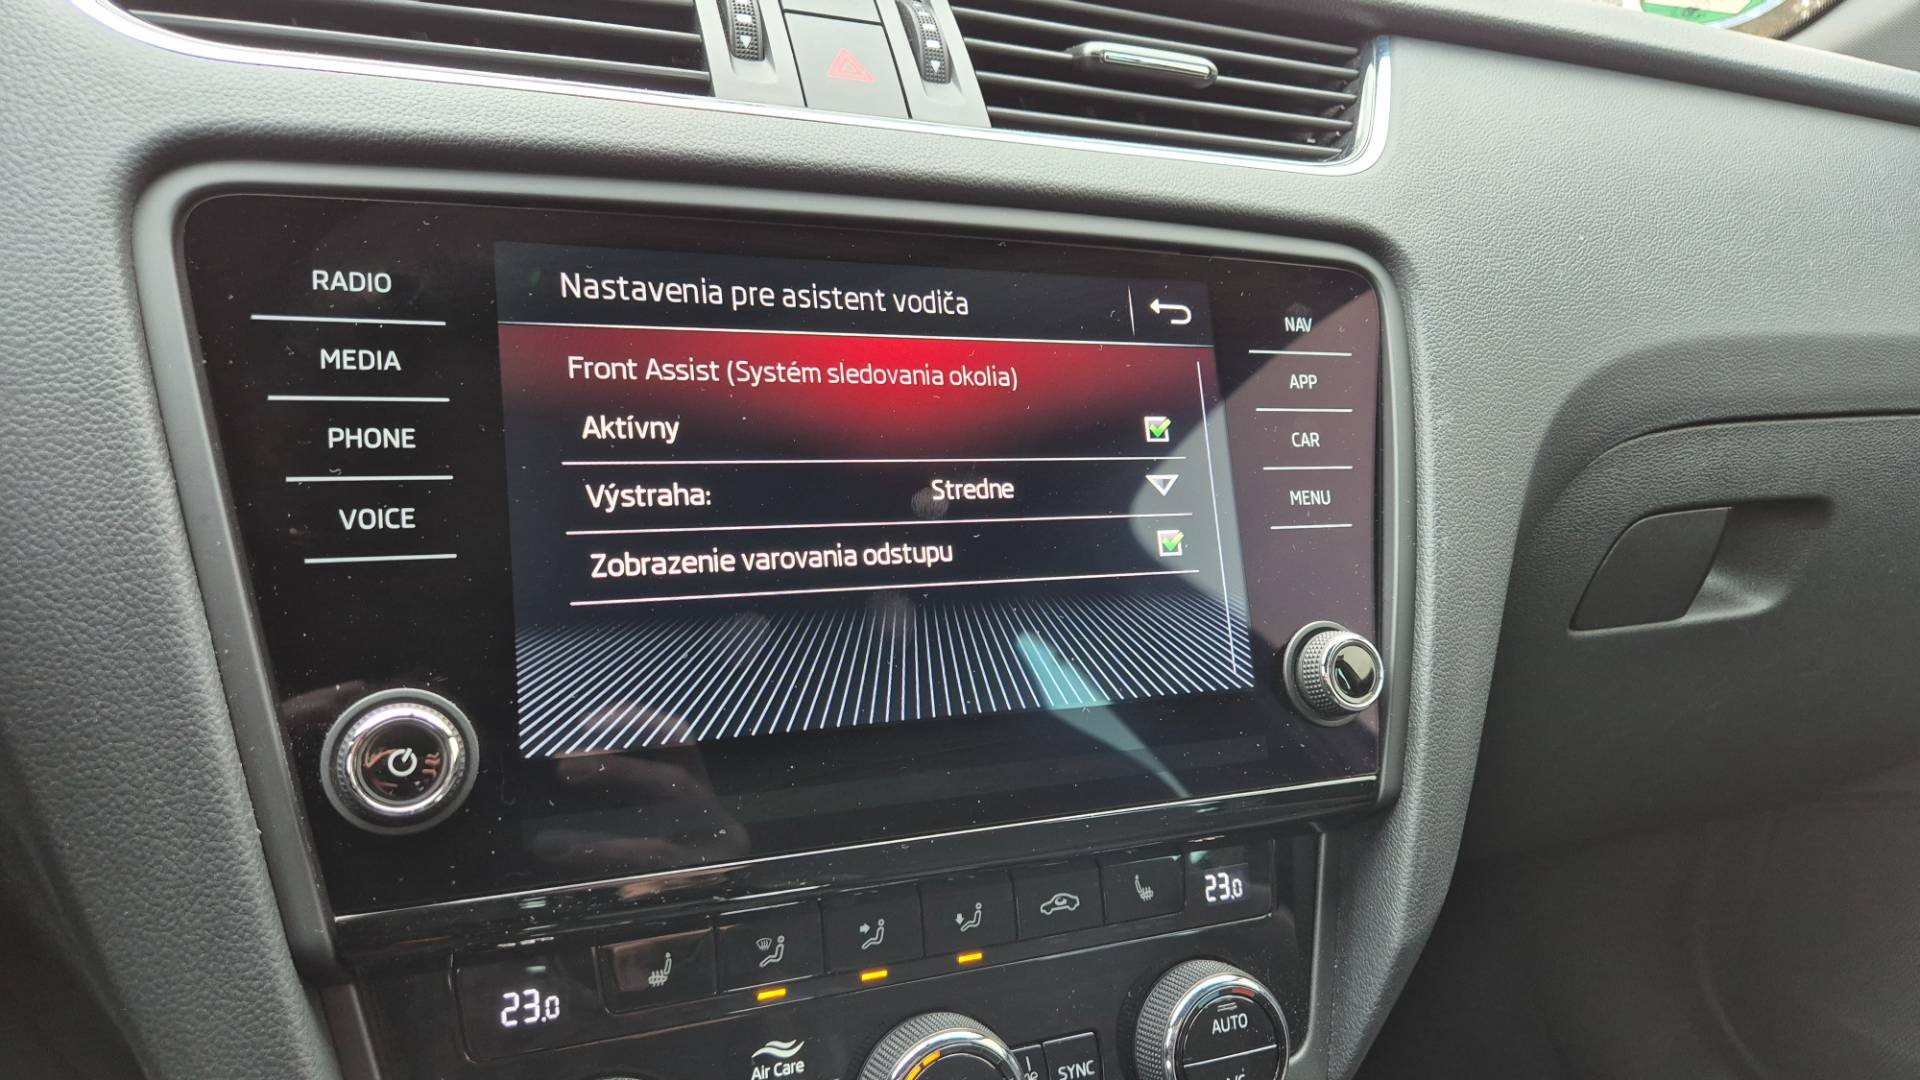 RADIO
MEDIA
PHONE
VOICE
Nastavenia pre asistent vodiča
Front Assist (Systém sledovania okolia)
Aktívny
Výstraha: Stredne
Zobrazenie varovania odstupu
NAV
APP
CAR
MENU
23.0
23.0
Air Care
SYNC
AUTO